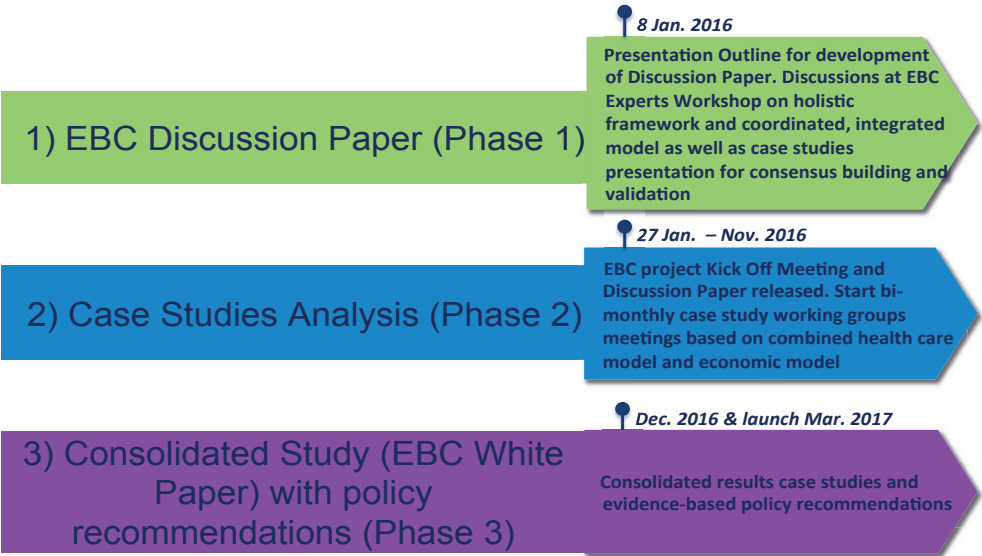 8 Jan. 2016
1) EBC Discussion Paper (Phase 1)
Presentation Outline for development
of Discussion Paper. Discussions at EBC
Experts Workshop on holistic
framework and coordinated, integrated
model as well as case studies
presentation for consensus building and
validation
27 Jan. – Nov. 2016
2) Case Studies Analysis (Phase 2)
EBC project Kick Off Meeting and
Discussion Paper released. Start bi-
monthly case study working groups
meetings based on combined health care
model and economic model
Dec. 2016 & launch Mar. 2017
3) Consolidated Study (EBC White
Paper) with policy
recommendations (Phase 3)
Consolidated results case studies and
evidence-based policy recommendations